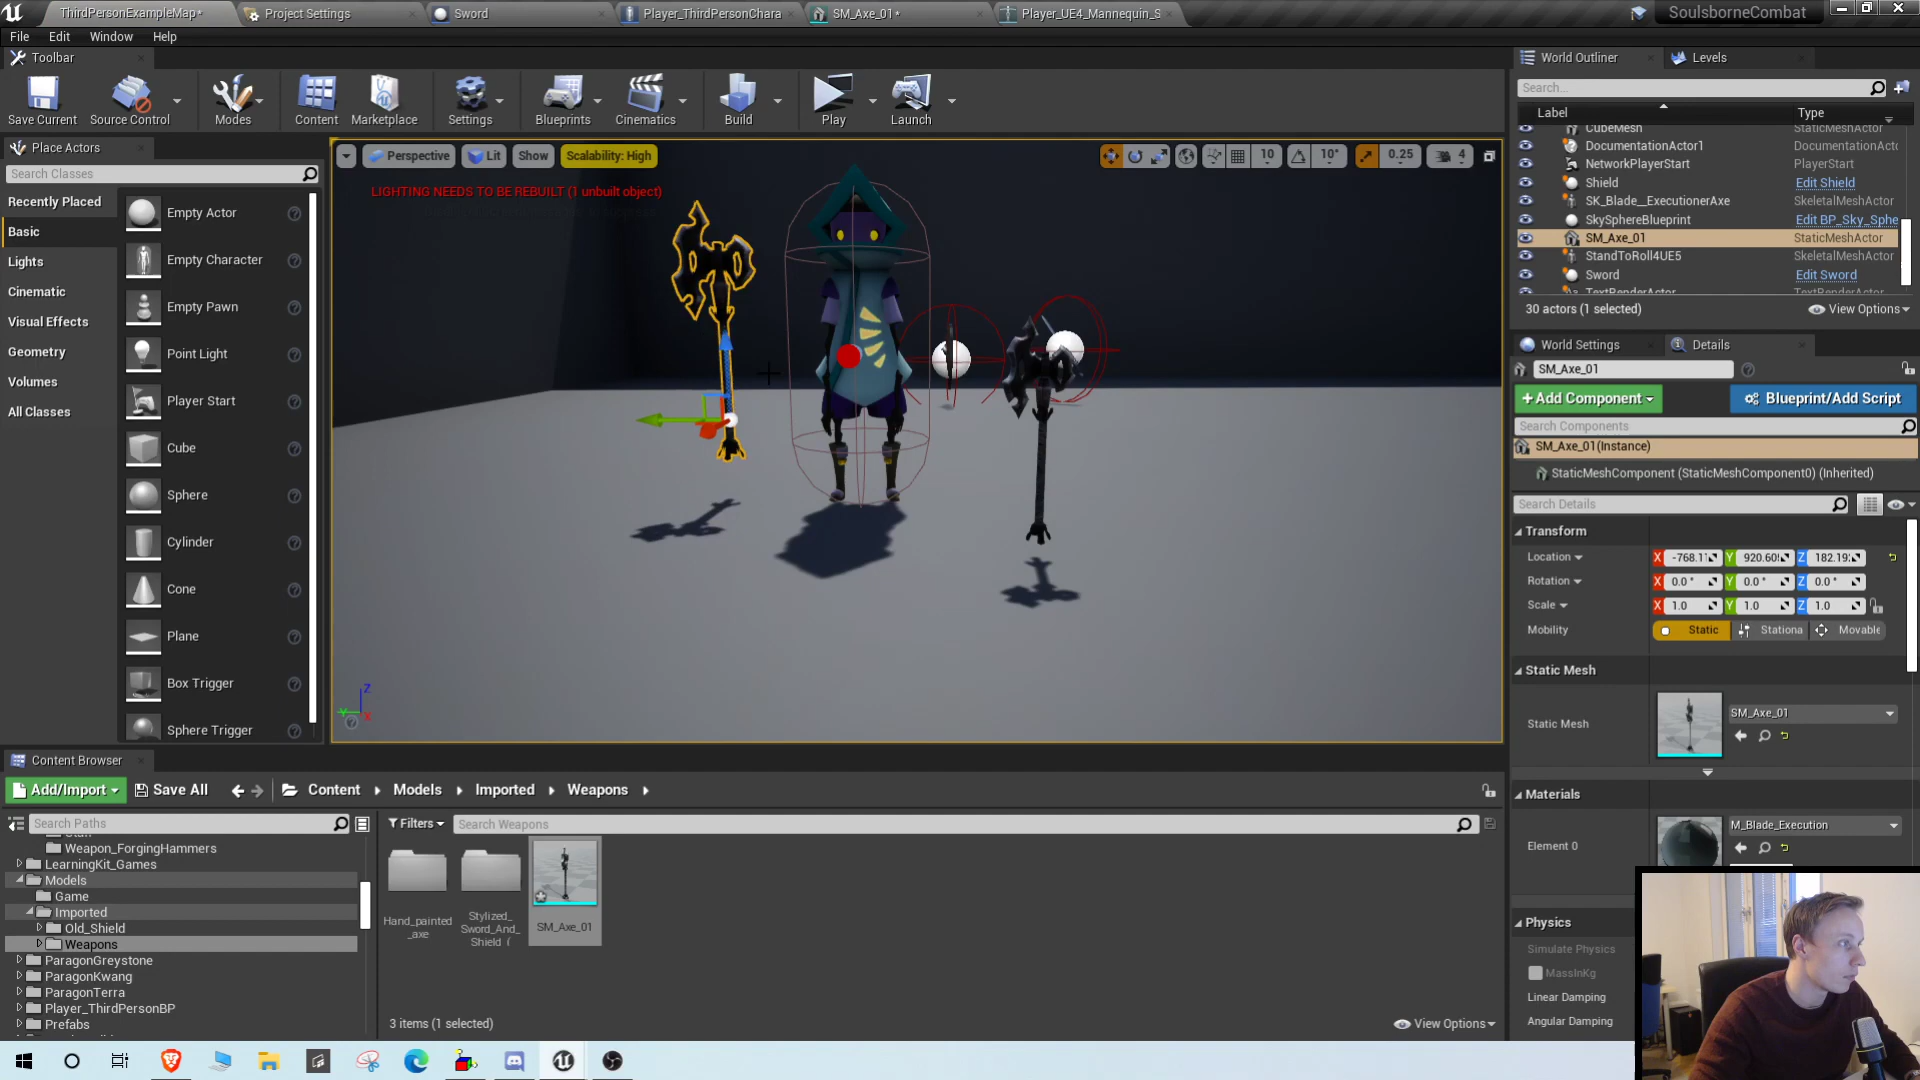 ThirdPersonExampleMap*
Project Settings
Sword
Player_ThirdPersonChara
SM_Axe_01*
Player_UE4_Mannequin_S
SoulsborneCombat
File Edit Window Help
Toolbar
Save Current
Source Control
Modes
Content
Marketplace
Settings
Blueprints
Cinematics
Build
Play
Launch
Place Actors
Search Classes
Recently Placed
Basic
Lights
Cinematic
Visual Effects
Geometry
Volumes
All Classes
Empty Actor
Empty Character
Empty Pawn
Point Light
Player Start
Cube
Sphere
Cylinder
Cone
Plane
Box Trigger
Sphere Trigger
Perspective Lit Show Scalability: High
10 10° 0.25 4
LIGHTING NEEDS TO BE REBUILT (1 unbuilt object)
World Outliner Levels
Search...
Label Type
CubeMesh StaticMeshActor
DocumentationActor1 DocumentationActo
NetworkPlayerStart PlayerStart
Shield Edit Shield
SK_Blade__ExecutionerAxe SkeletalMeshActor
SkySphereBlueprint Edit BP_Sky_Sphe
SM_Axe_01 StaticMeshActor
StandToRoll4UE5 SkeletalMeshActor
Sword Edit Sword
TextRenderActor TextRenderActor
30 actors (1 selected) View Options
World Settings Details
SM_Axe_01
+Add Component Blueprint/Add Script
Search Components
SM_Axe_01(Instance)
StaticMeshComponent (StaticMeshComponent0) (Inherited)
Search Details
Transform
Location X -768.11 Y 920.60 Z 182.19
Rotation X 0.0 ° Y 0.0 ° Z 0.0 °
Scale X 1.0 Y 1.0 Z 1.0
Mobility Static Stationa Movable
Static Mesh
Static Mesh SM_Axe_01
Materials
Element 0 M_Blade_Execution
Physics
Simulate Physics
MassInKg
Linear Damping
Angular Damping
Content Browser
Add/Import Save All Content Models Imported Weapons
Search Paths
Filters Search Weapons
Weapon_ForgingHammers
LearningKit_Games
Models
Game
Imported
Old_Shield
Weapons
ParagonGreystone
ParagonKwang
ParagonTerra
Player_ThirdPersonBP
Prefabs
Hand_painted
_axe
Stylized_
Sword_And_
Shield_(
SM_Axe_01
3 items (1 selected) View Options